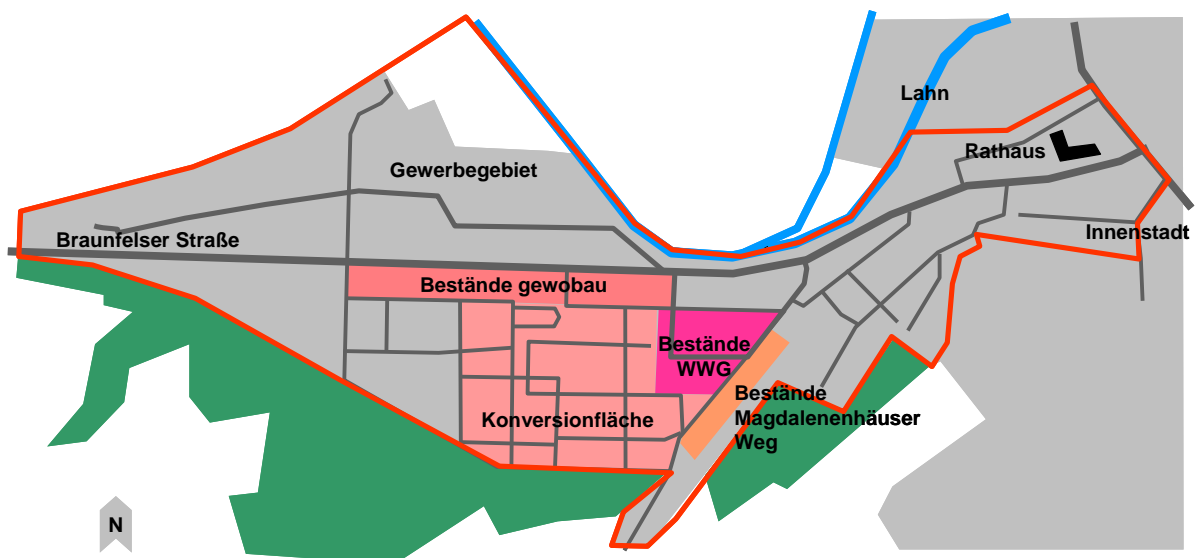 Lahn
Rathaus
Gewerbegebiet
Innenstadt
Braunfelser Straße
Bestände gewobau
Bestände
WWG
Bestände
Magdalenenhäuser
Weg
Konversionfläche
N